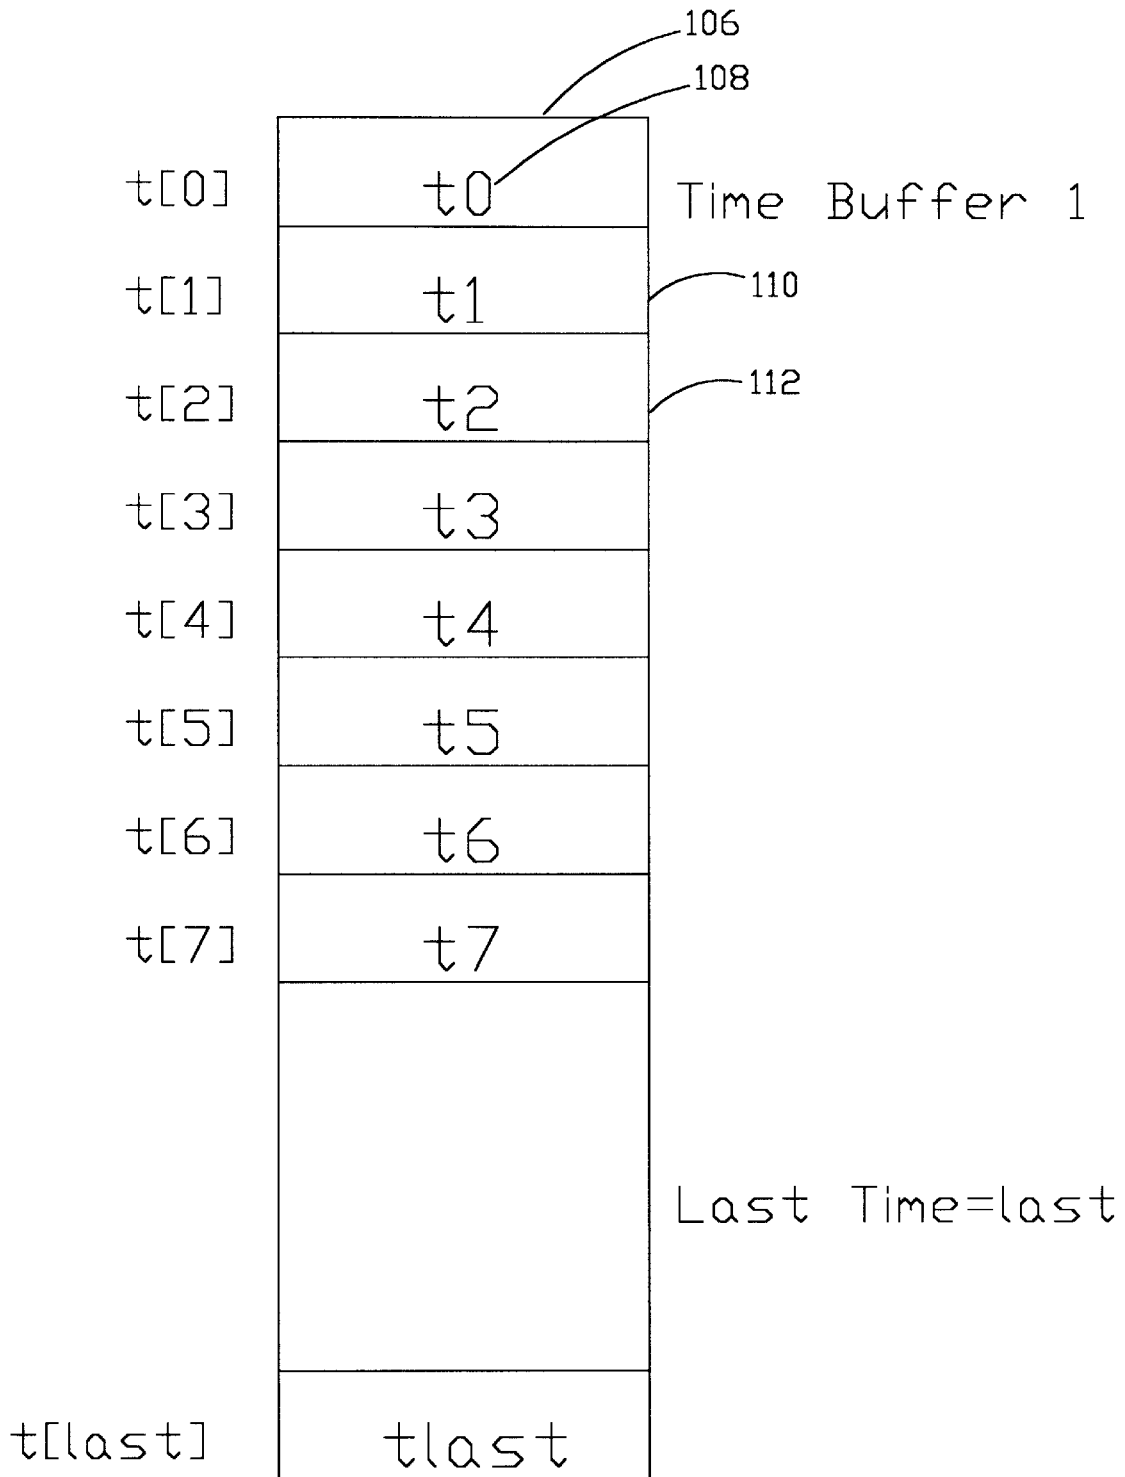 106
108
t[0] t0 Time Buffer 1
t[1] t1 110
t[2] t2 112
t[3] t3
t[4] t4
t[5] t5
t[6] t6
t[7] t7
Last Time=last
t[last] tlast